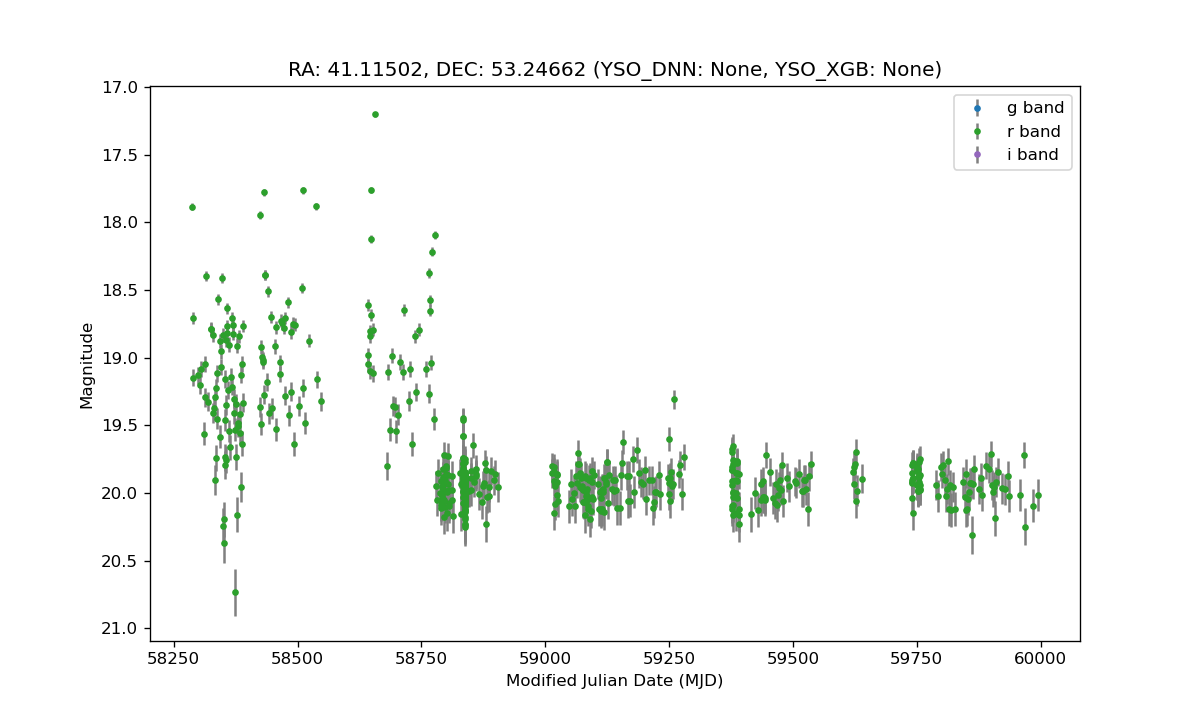 RA: 41.11502, DEC: 53.24662 (YSO_DNN: None, YSO_XGB: None)
g band
r band
i band
17.0
17.5
18.0
18.5
19.0
19.5
20.0
20.5
21.0
Magnitude
58250 58500 58750 59000 59250 59500 59750 60000
Modified Julian Date (MJD)